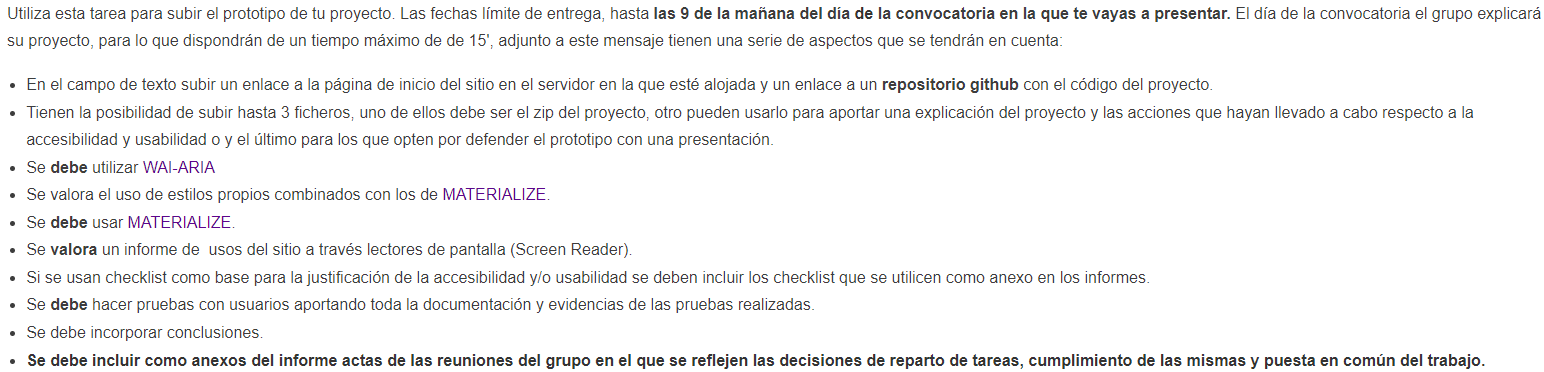 Utiliza esta tarea para subir el prototipo de tu proyecto. Las fechas límite de entrega, hasta las 9 de la mañana del día de la convocatoria en la que te vayas a presentar. El día de la convocatoria el grupo explicará
su proyecto, para lo que dispondrán de un tiempo máximo de de 15', adjunto a este mensaje tienen una serie de aspectos que se tendrán en cuenta:
• En el campo de texto subir un enlace a la página de inicio del sitio en el servidor en la que esté alojada y un enlace a un repositorio github con el código del proyecto.
• Tienen la posibilidad de subir hasta 3 ficheros, uno de ellos debe ser el zip del proyecto, otro pueden usarlo para aportar una explicación del proyecto y las acciones que hayan llevado a cabo respecto a la
accesibilidad y usabilidad o y el último para los que opten por defender el prototipo con una presentación.
• Se debe utilizar WAI-ARIA
• Se valora el uso de estilos propios combinados con los de MATERIALIZE.
• Se debe usar MATERIALIZE.
• Se valora un informe de usos del sitio a través lectores de pantalla (Screen Reader).
• Si se usan checklist como base para la justificación de la accesibilidad y/o usabilidad se deben incluir los checklist que se utilicen como anexo en los informes.
• Se debe hacer pruebas con usuarios aportando toda la documentación y evidencias de las pruebas realizadas.
• Se debe incorporar conclusiones.
• Se debe incluir como anexos del informe actas de las reuniones del grupo en el que se reflejen las decisiones de reparto de tareas, cumplimiento de las mismas y puesta en común del trabajo.